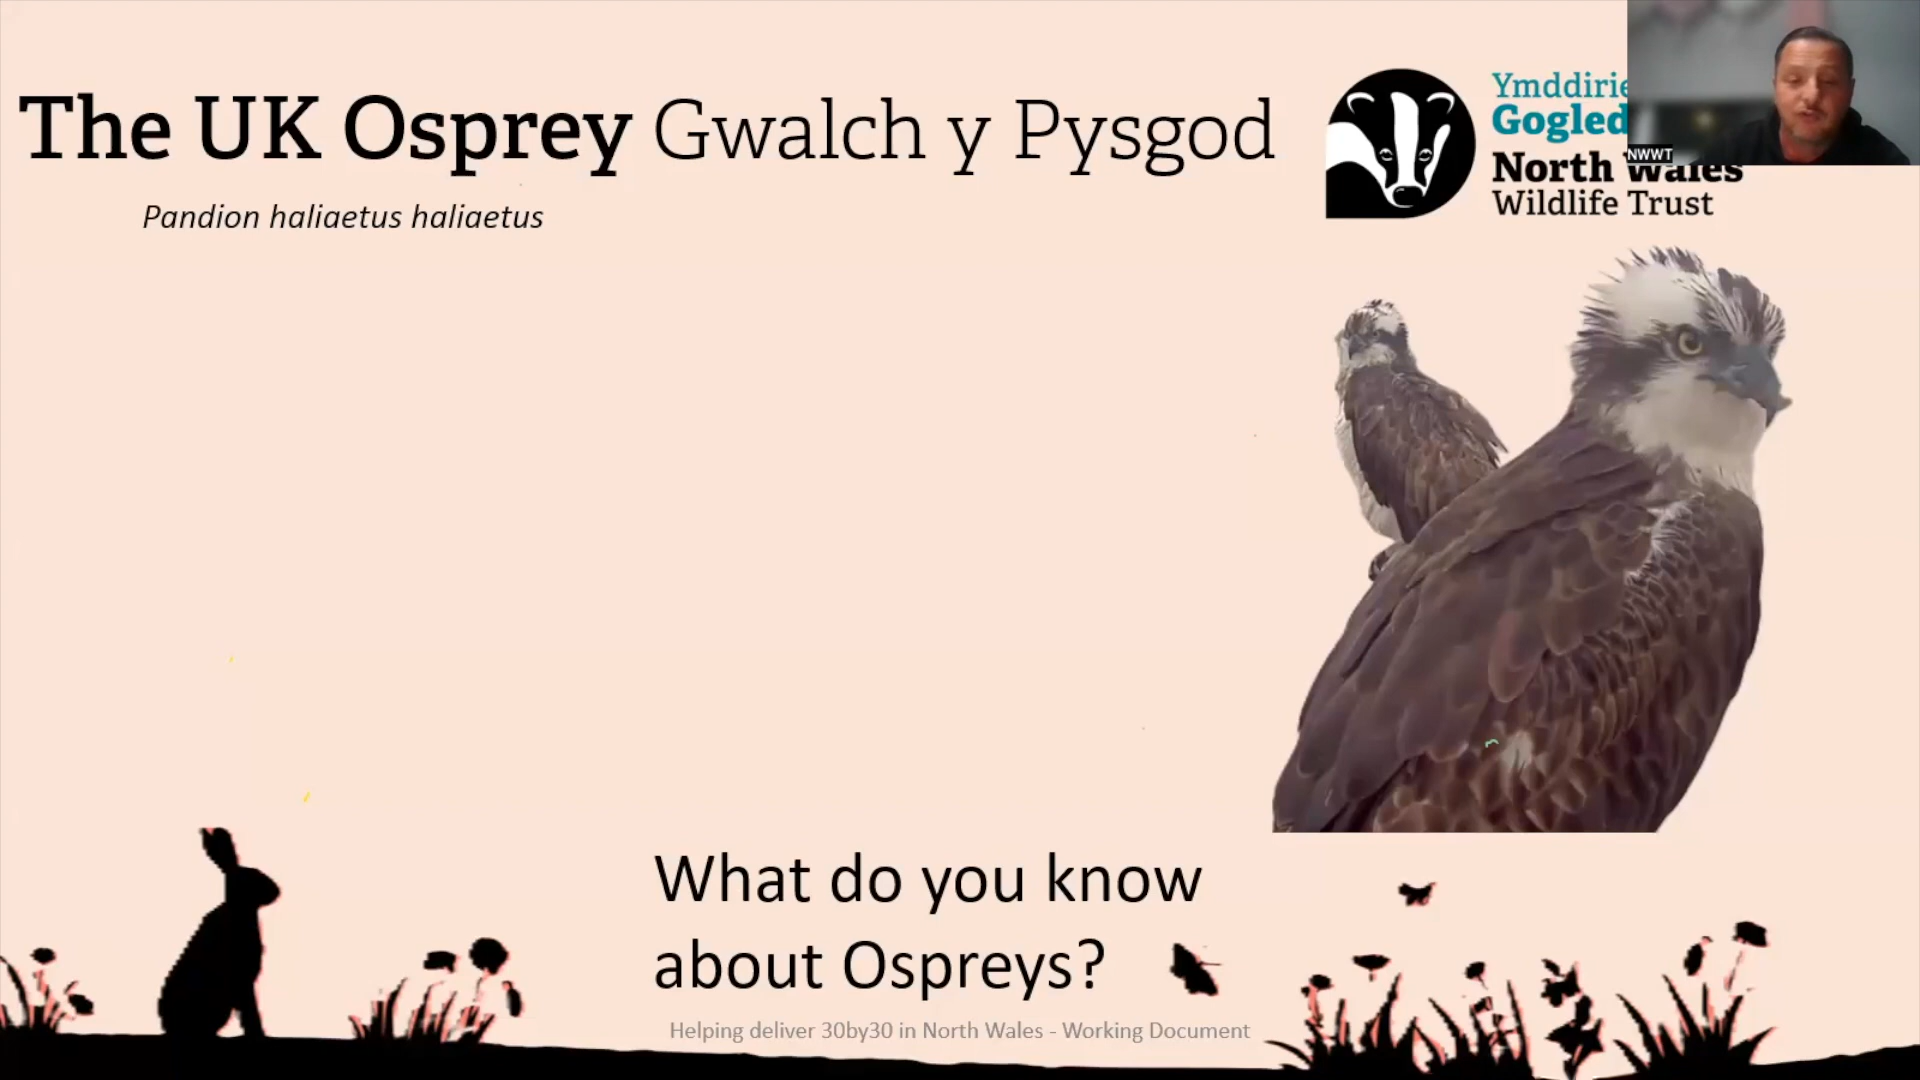 The UK Osprey Gwalch y Pysgod
Pandion haliaetus haliaetus
Gogled
North Wales
Wildlife Trust
NWWT
What do you know
about Ospreys?
Helping deliver 30by30 in North Wales - Working Document